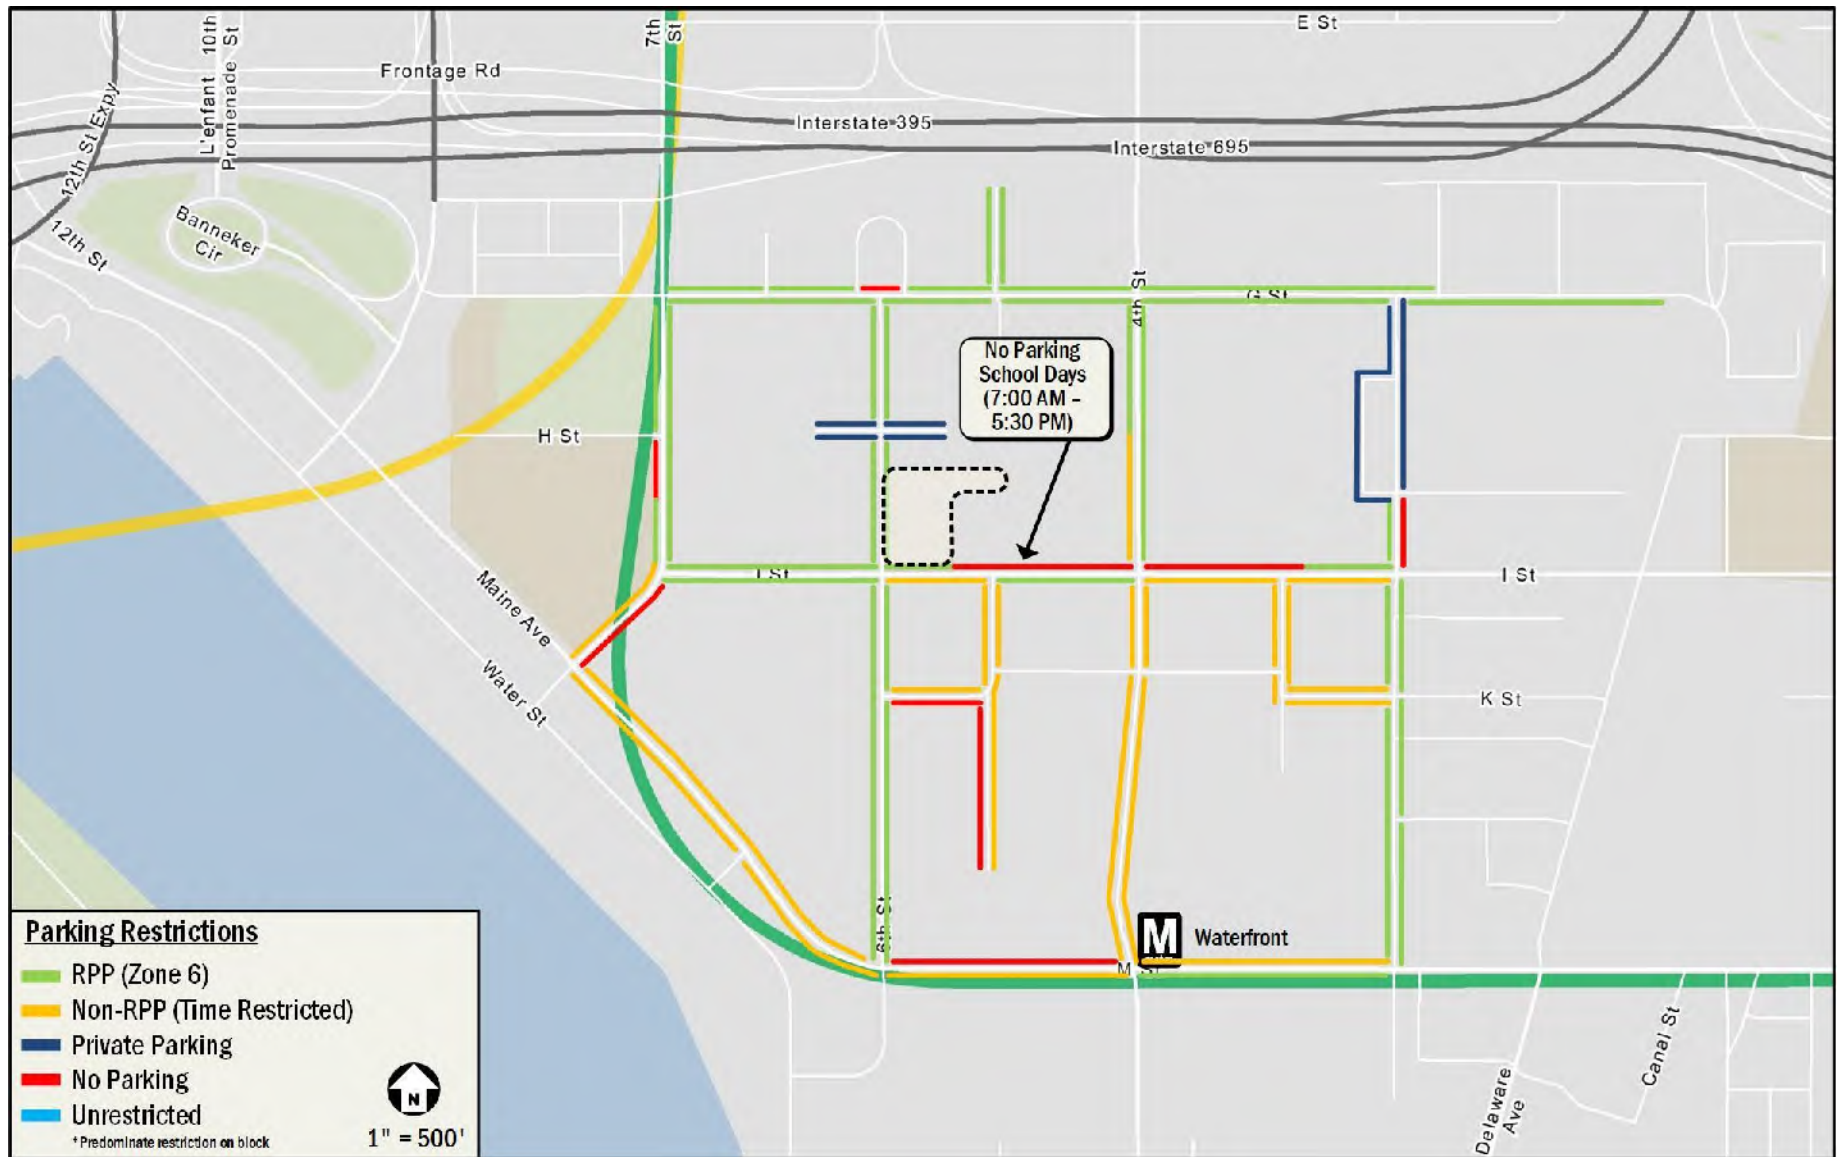 E St
7th
St
L'enfant 10th
Promenade St
Frontage Rd
12th St Expy
Interstate 395
Interstate 695
Banneker
Cir
12th St
4th St
G St
No Parking
School Days
(7:00 AM –
5:30 PM)
H St
I St
I St
Maine Ave
Water St
K St
6th St
M
Waterfront
M St
Canal St
Delaware
Ave
Parking Restrictions
RPP (Zone 6)
Non-RPP (Time Restricted)
Private Parking
No Parking
Unrestricted
*Predominate restriction on block
N
1" = 500'